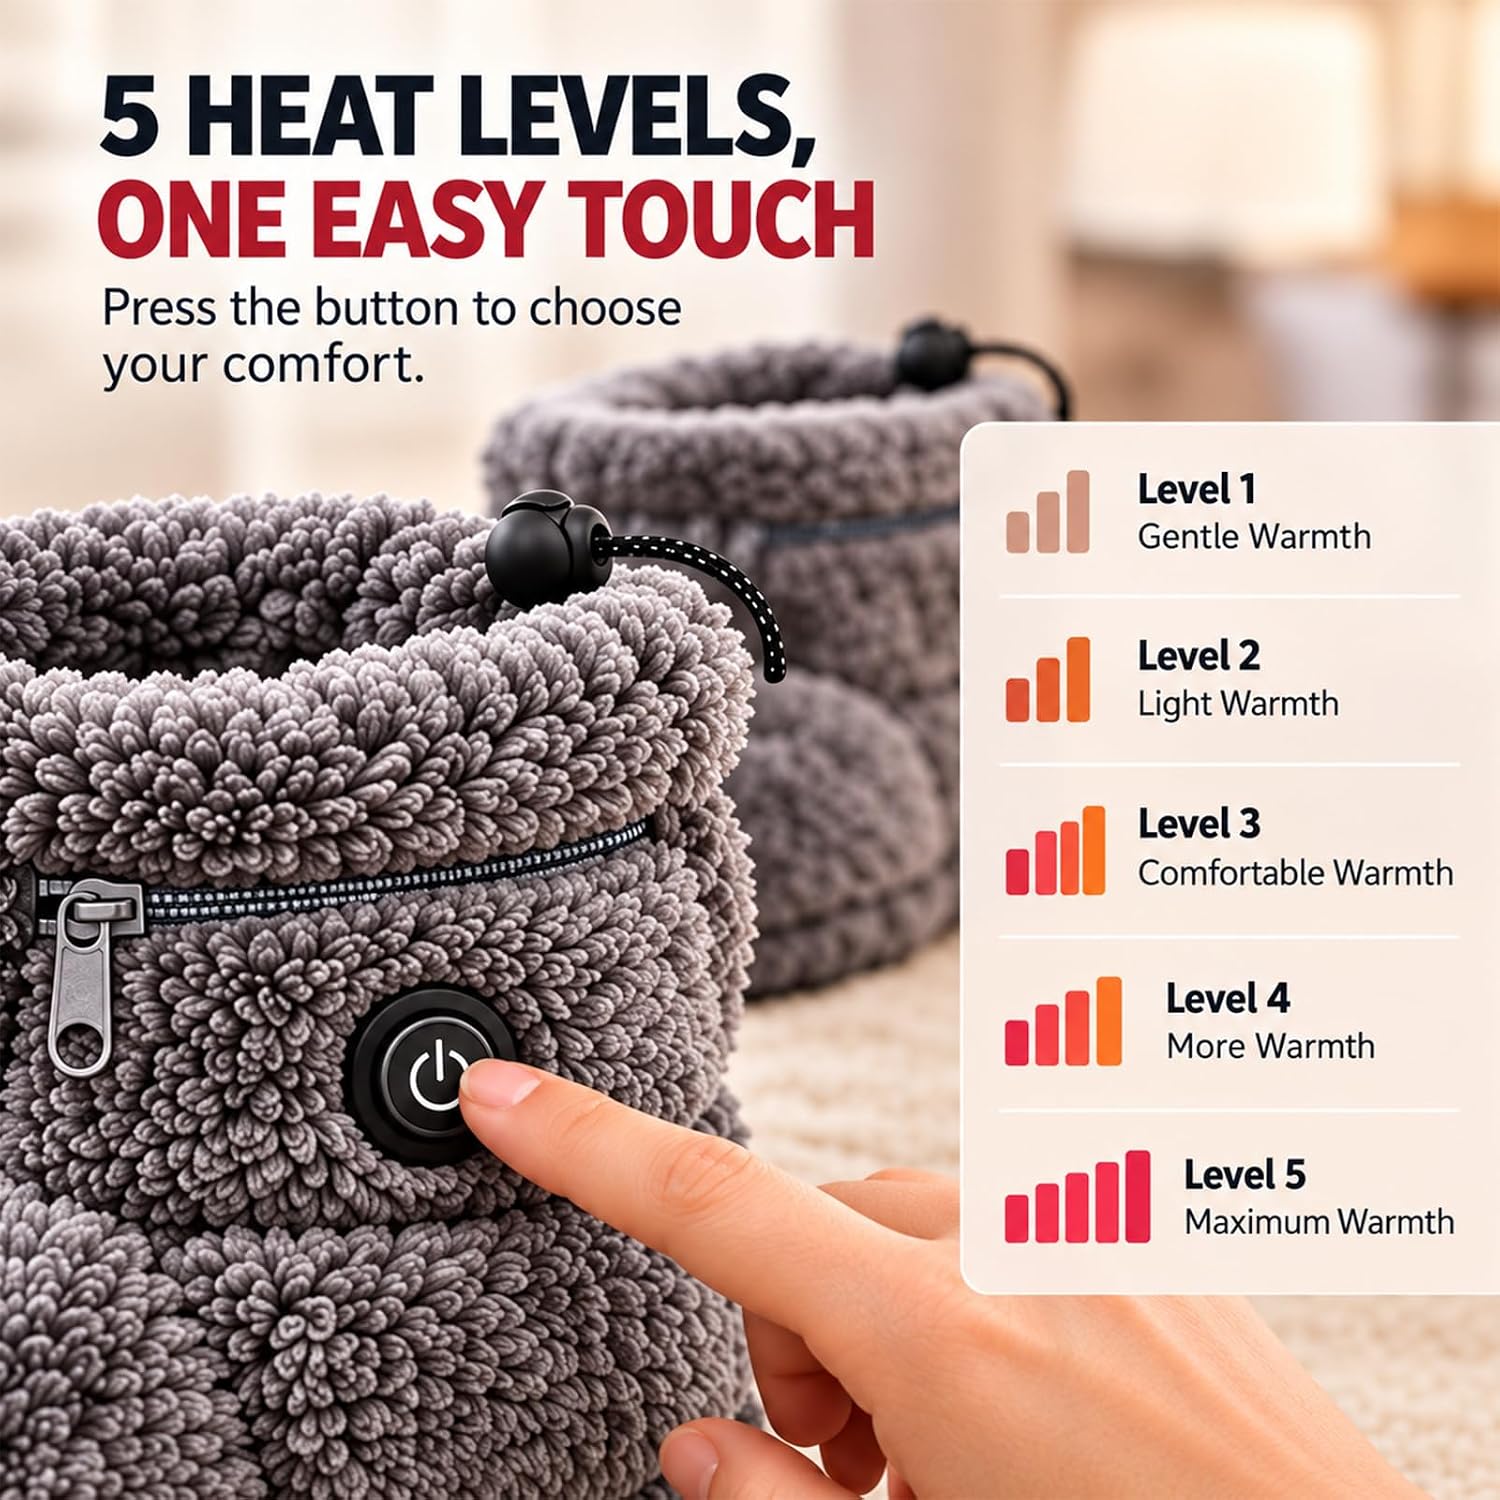 5 HEAT LEVELS,
ONE EASY TOUCH
Press the button to choose
your comfort.
Level 1
Gentle Warmth
Level 2
Light Warmth
Level 3
Comfortable Warmth
Level 4
More Warmth
Level 5
Maximum Warmth